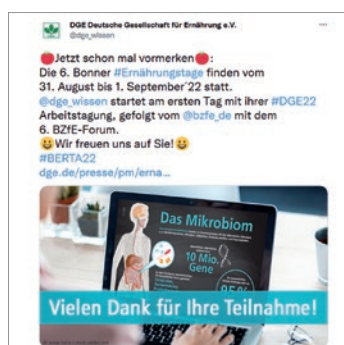 DGE Deutsche Gesellschaft für Ernährung e.V.
@dge_wissen
🍅Jetzt schon mal vormerken🍅:
Die 6. Bonner #Ernährungstage finden vom
31. August bis 1. September´22 statt.
@dge_wissen startet am ersten Tag mit ihrer #DGE22
Arbeitstagung, gefolgt vom @bzfe_de mit dem
6. BZfE-Forum.
😃Wir freuen uns auf Sie!😃
#BERTA22
dge.de/presse/pm/erna...
Das Mikrobiom
10 Mio.
Gene
85%
Vielen Dank für Ihre Teilnahme!